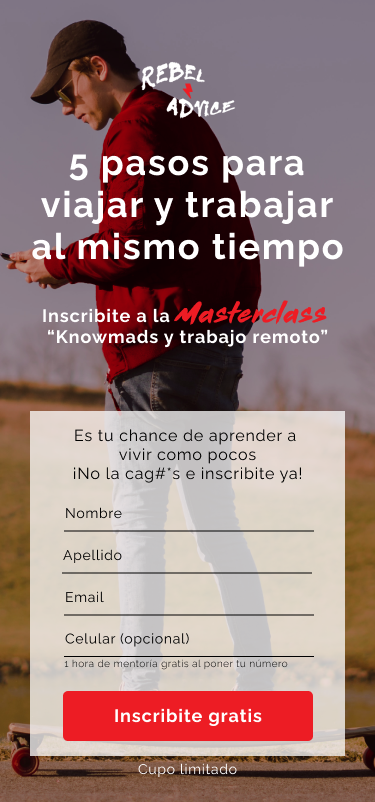 REBEL
ADVICE
5 pasos para
viajar y trabajar
al mismo tiempo
Inscribite a la Masterclass
“Knowmads y trabajo remoto”
Es tu chance de aprender a
vivir como pocos
¡No la cag#*s e inscribite ya!
Nombre
Apellido
Email
Celular (opcional)
1 hora de mentoría gratis al poner tu número
Inscribite gratis
Cupo limitado